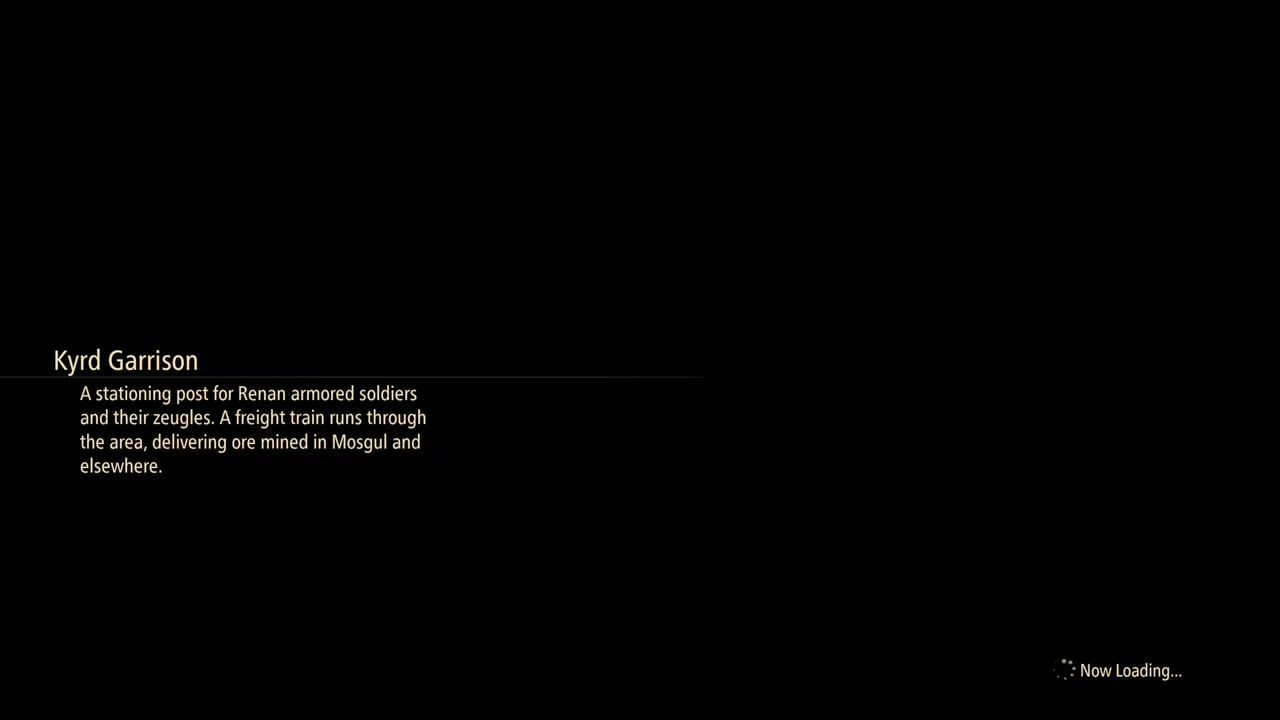 Kyrd Garrison
A stationing post for Renan armored soldiers
and their zeugles. A freight train runs through
the area, delivering ore mined in Mosgul and
elsewhere.
Now Loading...